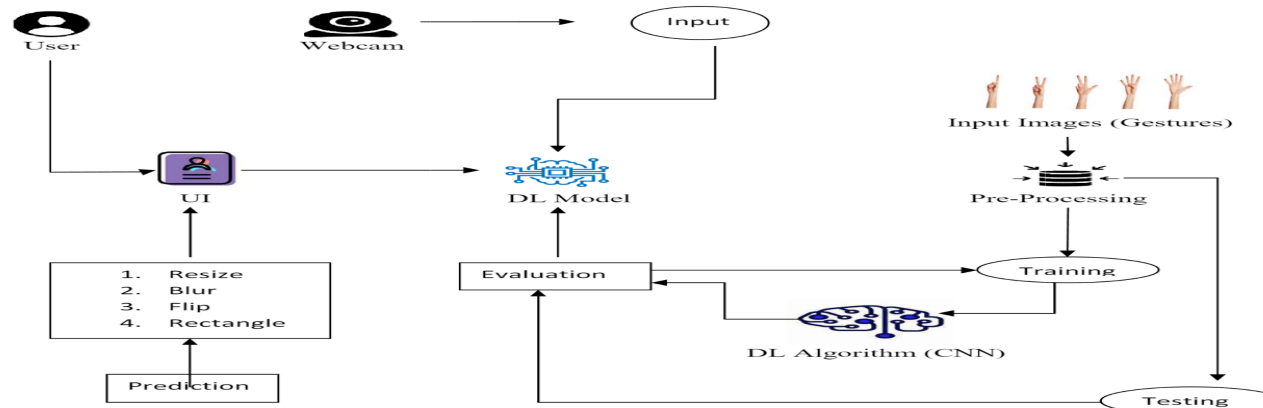 User
Webcam
Input
Input Images (Gestures)
UI
DL Model
Pre-Processing
1. Resize
2. Blur
3. Flip
4. Rectangle
Evaluation
Training
DL Algorithm (CNN)
Prediction
Testing